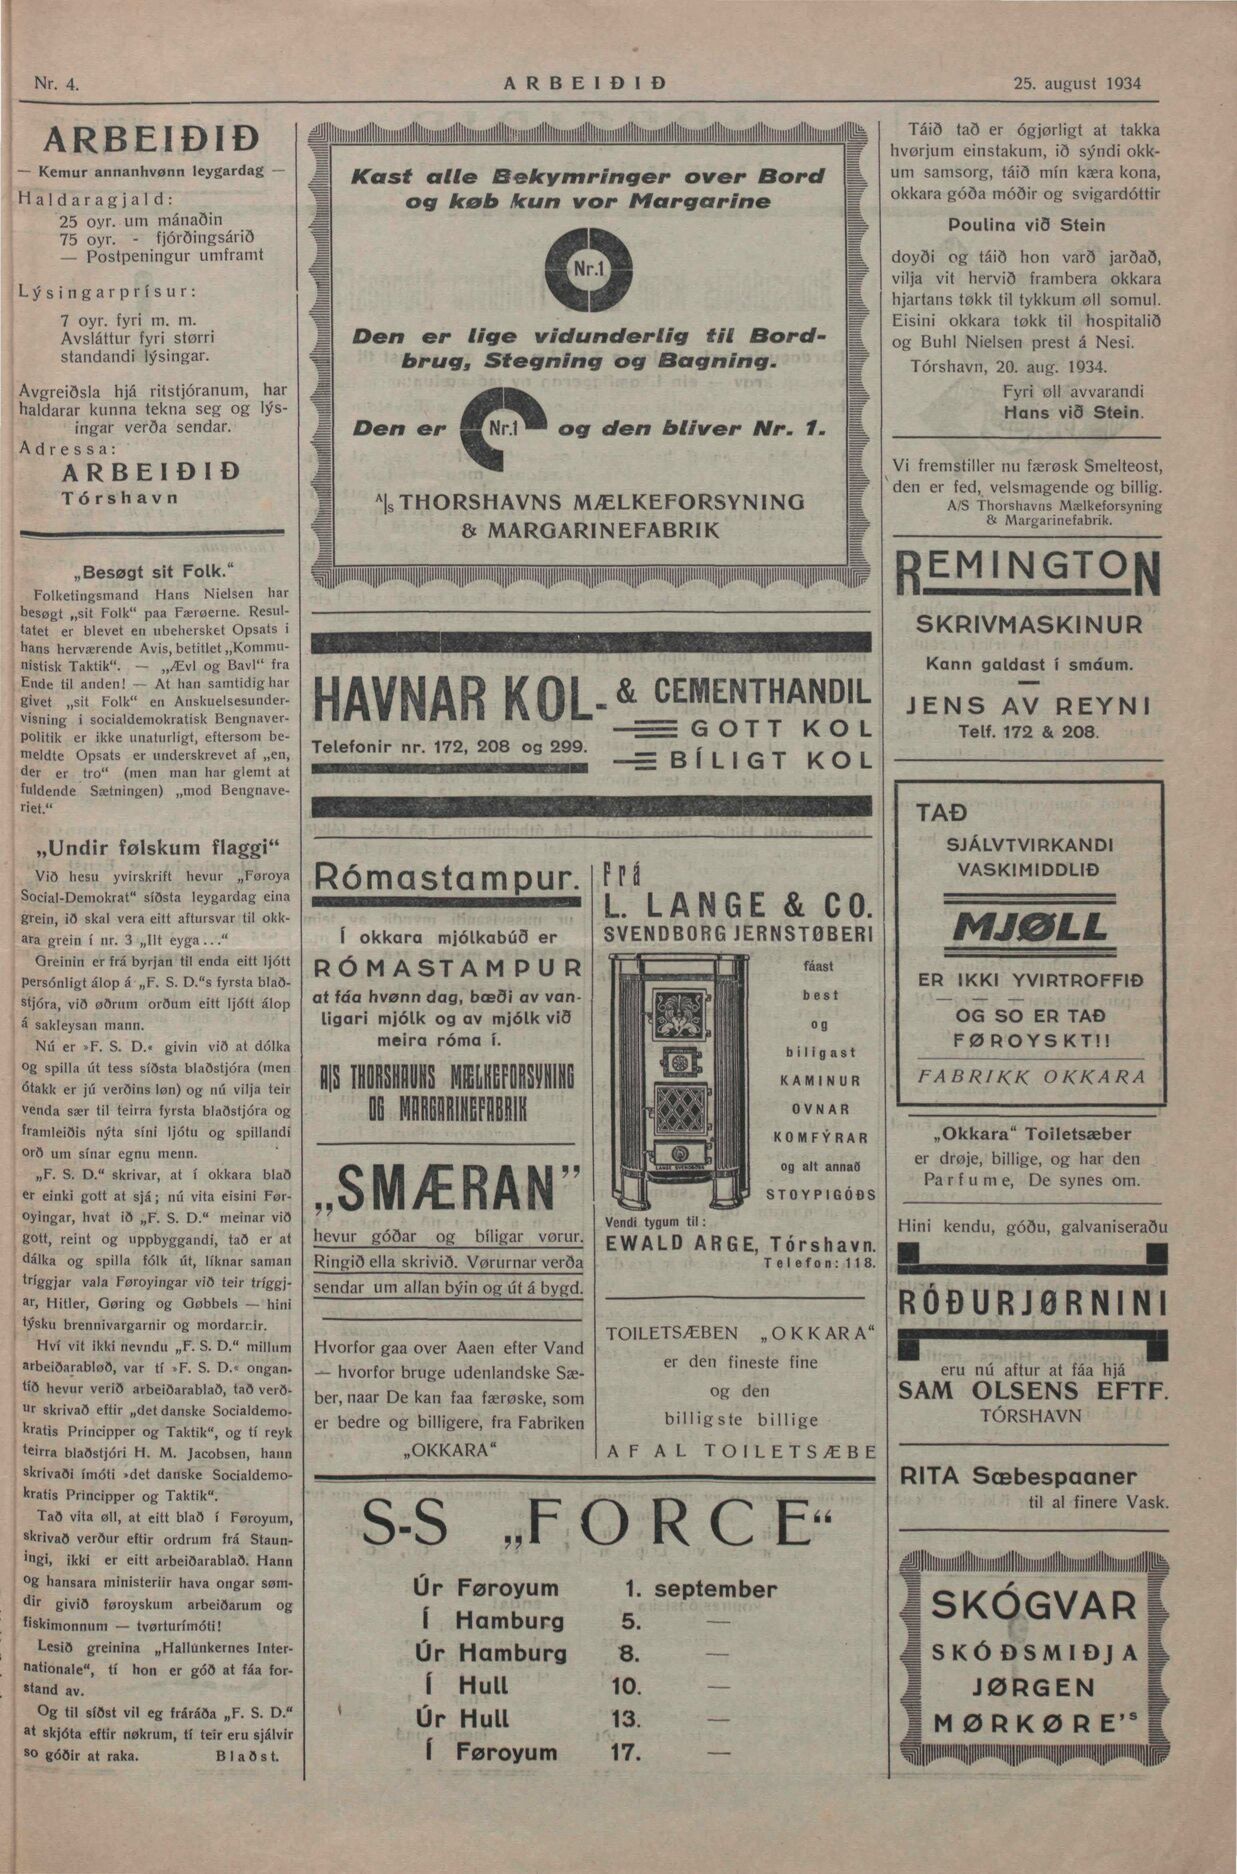 Nr. 4.
ARBEIÐIÐ
25. august 1934
ARBEIÐIÐ
— Kemur annanhvønn leygardag —
Haldaragjald:
25 oyr. um mánaðin
75 oyr. - fjórðingsárið
— Postpeningur umframt
Lýsingarprísur:
7 oyr. fyri m. m.
Avsláttur fyri størri
standandi lýsingar.
Avgreiðsla hjá ritstjóranum, har
haldarar kunna tekna seg og lýs-
ingar verða sendar.
Adressa:
ARBEIÐIÐ
Tórshavn
„Besøgt sit Folk.“
Folketingsmand Hans Nielsen har
besøgt „sit Folk“ paa Færøerne. Resul-
tatet er blevet en ubehersket Opsats i
hans herværende Avis, betitlet „Kommu-
nistisk Taktik“. — „Ævl og Bavl“ fra
Ende til anden! — At han samtidig har
givet „sit Folk“ en Anskuelsesunder-
visning i socialdemokratisk Bengnaver-
politik er ikke unaturligt, eftersom be-
meldte Opsats er underskrevet af „en,
der er tro“ (men man har glemt at
fuldende Sætningen) „mod Bengnave-
riet.“
„Undir følskum flaggi“
Við hesu yvirskrift hevur „Føroya
Social-Demokrat“ síðsta leygardag eina
grein, ið skal vera eitt aftursvar til okk-
ara grein í nr. 3 „Ilt eyga...“
Greinin er frá byrjan til enda eitt ljótt
persónligt álop á „F. S. D.“s fyrsta blað-
stjóra, við øðrum orðum eitt ljótt álop
á sakleysan mann.
Nú er »F. S. D.« givin við at dólka
og spilla út tess síðsta blaðstjóra (men
ótakk er jú verðins løn) og nú vilja teir
venda sær til teirra fyrsta blaðstjóra og
framleiðis nýta síni ljótu og spillandi
orð um sínar egnu menn.
„F. S. D.“ skrivar, at í okkara blað
er einki gott at sjá; nú vita eisini Før-
oyingar, hvat ið „F. S. D.“ meinar við
gott, reint og uppbyggandi, tað er at
dálka og spilla fólk út, líknar saman
tríggjar vala Føroyingar við teir tríggj-
ar, Hitler, Gøring og Gøbbels — hini
týsku brennivargarnir og mordarrir.
Hví vit ikki nevndu „F. S. D.“ millum
arbeiðarabløð, var tí »F. S. D.« ongan-
tíð hevur verið arbeiðarablað, tað verð-
ur skrivað eftir „det danske Socialdemo-
kratis Principper og Taktik“, og tí reyk
teirra blaðstjóri H. M. Jacobsen, hann
skrivaði ímóti »det danske Socialdemo-
kratis Principper og Taktik“.
Tað vita øll, at eitt blað í Føroyum,
skrivað verður eftir ordrum frá Staun-
ingi, ikki er eitt arbeiðarablað. Hann
og hansara ministeriir hava ongar søm-
dir givið føroyskum arbeiðarum og
fiskimonnum — tvørturímóti!
Lesið greinina „Hallunkernes Inter-
nationale“, tí hon er góð at fáa for-
stand av.
Og til síðst vil eg fráráða „F. S. D.“
at skjóta eftir nøkrum, tí teir eru sjálvir
so góðir at raka. Blaðst.
Kast alle Bekymringer over Bord
og køb kun vor Margarine
Nr.1
Den er lige vidunderlig til Bord-
brug, Stegning og Bagning.
Den er Nr.1 og den bliver Nr. 1.
A/s THORSHAVNS MÆLKEFORSYNING
& MARGARINEFABRIK
HAVNAR KOL- & CEMENTHANDIL
GOTT KOL
Telefonir nr. 172, 208 og 299.
BÍLIGT KOL
Rómastampur.
Í okkara mjólkabúð er
RÓMASTAMPUR
at fáa hvønn dag, bæði av van-
ligari mjólk og av mjólk við
meira róma í.
A/S THORSHAVNS MÆLKEFORSYNING
OG MARGARINEFABRIK
„SMÆRAN”
hevur góðar og bíligar vørur.
Ringið ella skrivið. Vørurnar verða
sendar um allan býin og út á bygd.
Hvorfor gaa over Aaen efter Vand
— hvorfor bruge udenlandske Sæ-
ber, naar De kan faa færøske, som
er bedre og billigere, fra Fabriken
„OKKARA“
Frá
L. LANGE & CO.
SVENDBORG JERNSTØBERI
fáast
best
og
biligast
KAMINUR
OVNAR
KOMFÝRAR
og alt annað
STOYPIGÓÐS
Vendi tygum til:
EWALD ARGE, Tórshavn.
Telefon: 118.
TOILETSÆBEN „OKKARA“
er den fineste fine
og den
billigste billige
AF AL TOILETSÆBE
S-S „FORCE“
Úr Føroyum 1. september
Í Hamburg 5. —
Úr Hamburg 8. —
Í Hull 10. —
Úr Hull 13. —
Í Føroyum 17. —
Táið tað er ógjørligt at takka
hvørjum einstakum, ið sýndi okk-
um samsorg, táið mín kæra kona,
okkara góða móðir og svigardóttir
Poulina við Stein
doyði og táið hon varð jarðað,
vilja vit hervið frambera okkara
hjartans tøkk til tykkum øll somul.
Eisini okkara tøkk til hospitalið
og Buhl Nielsen prest á Nesi.
Tórshavn, 20. aug. 1934.
Fyri øll avvarandi
Hans við Stein.
Vi fremstiller nu færøsk Smelteost,
den er fed, velsmagende og billig.
A/S Thorshavns Mælkeforsyning
& Margarinefabrik.
REMINGTON
SKRIVMASKINUR
Kann galdast í smáum.
JENS AV REYNI
Telf. 172 & 208.
TAÐ
SJÁLVTVIRKANDI
VASKIMIDDLIÐ
MJØLL
ER IKKI YVIRTROFFIÐ
OG SO ER TAÐ
FØROYSKT!!
FABRIKK OKKARA
„Okkara“ Toiletsæber
er drøje, billige, og har den
Parfume, De synes om.
Hini kendu, góðu, galvaniseraðu
RÓÐURJØRNINI
eru nú aftur at fáa hjá
SAM OLSENS EFTF.
TÓRSHAVN
RITA Sæbespaaner
til al finere Vask.
SKÓGVAR
SKÓÐSMIÐJA
JØRGEN
MØRKØRE's